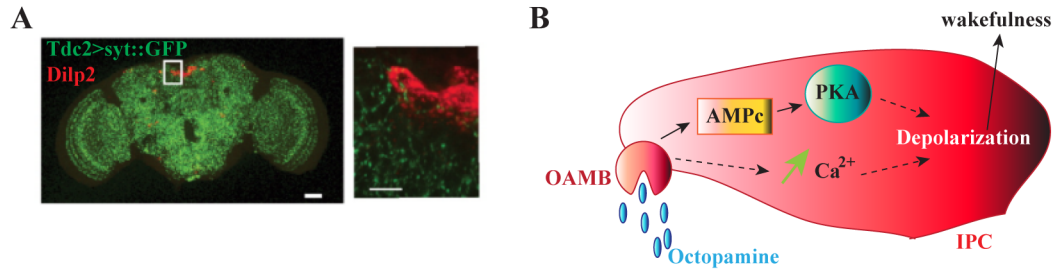 A
Tdc2>syt::GFP
Dilp2
B
wakefulness
PKA
AMPc
Depolarization
OAMB
Ca2+
IPC
Octopamine